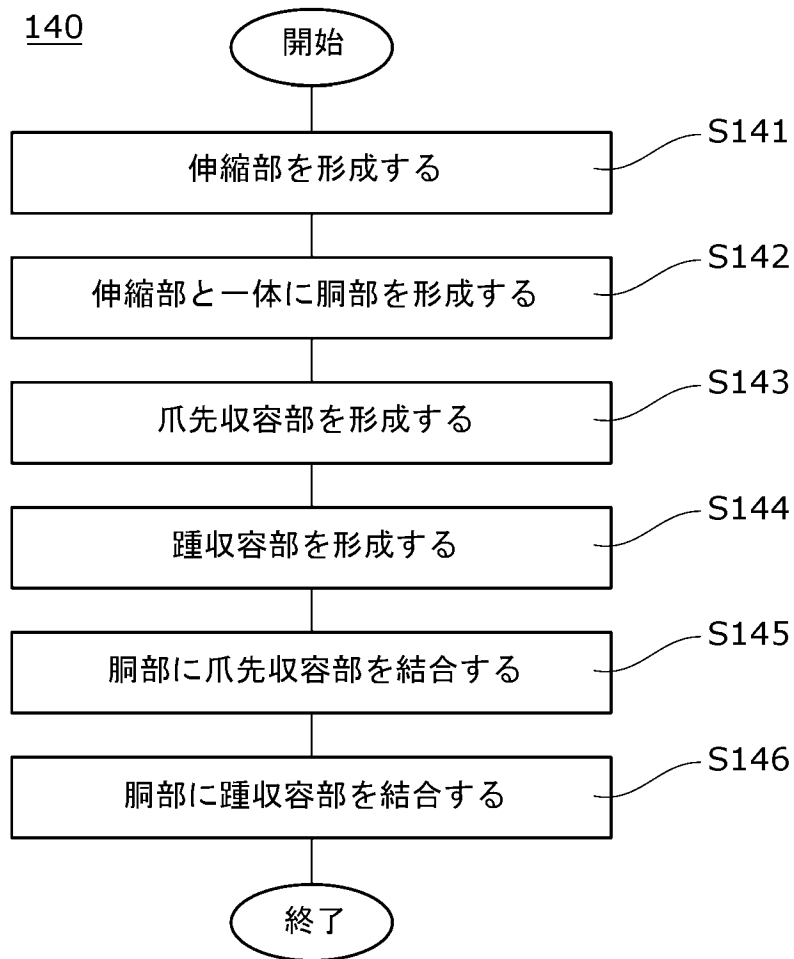 140
開始
伸縮部を形成する
S141
伸縮部と一体に胴部を形成する
S142
爪先収容部を形成する
S143
踵収容部を形成する
S144
胴部に爪先収容部を結合する
S145
胴部に踵収容部を結合する
S146
終了